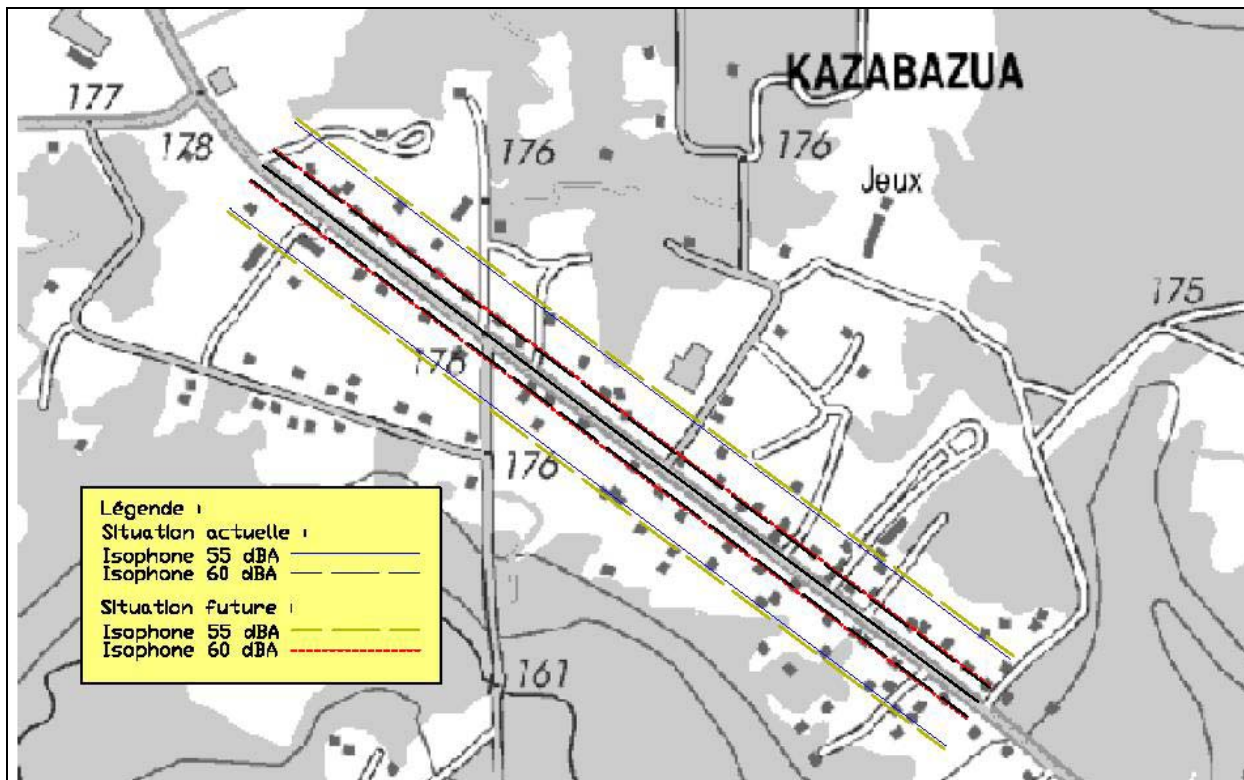 KAZABAZUA
177
178
176
176
Jeux
175
176
176
161
Légende :
Situation actuelle :
Isophone 55 dBA
Isophone 60 dBA
Situation future :
Isophone 55 dBA
Isophone 60 dBA